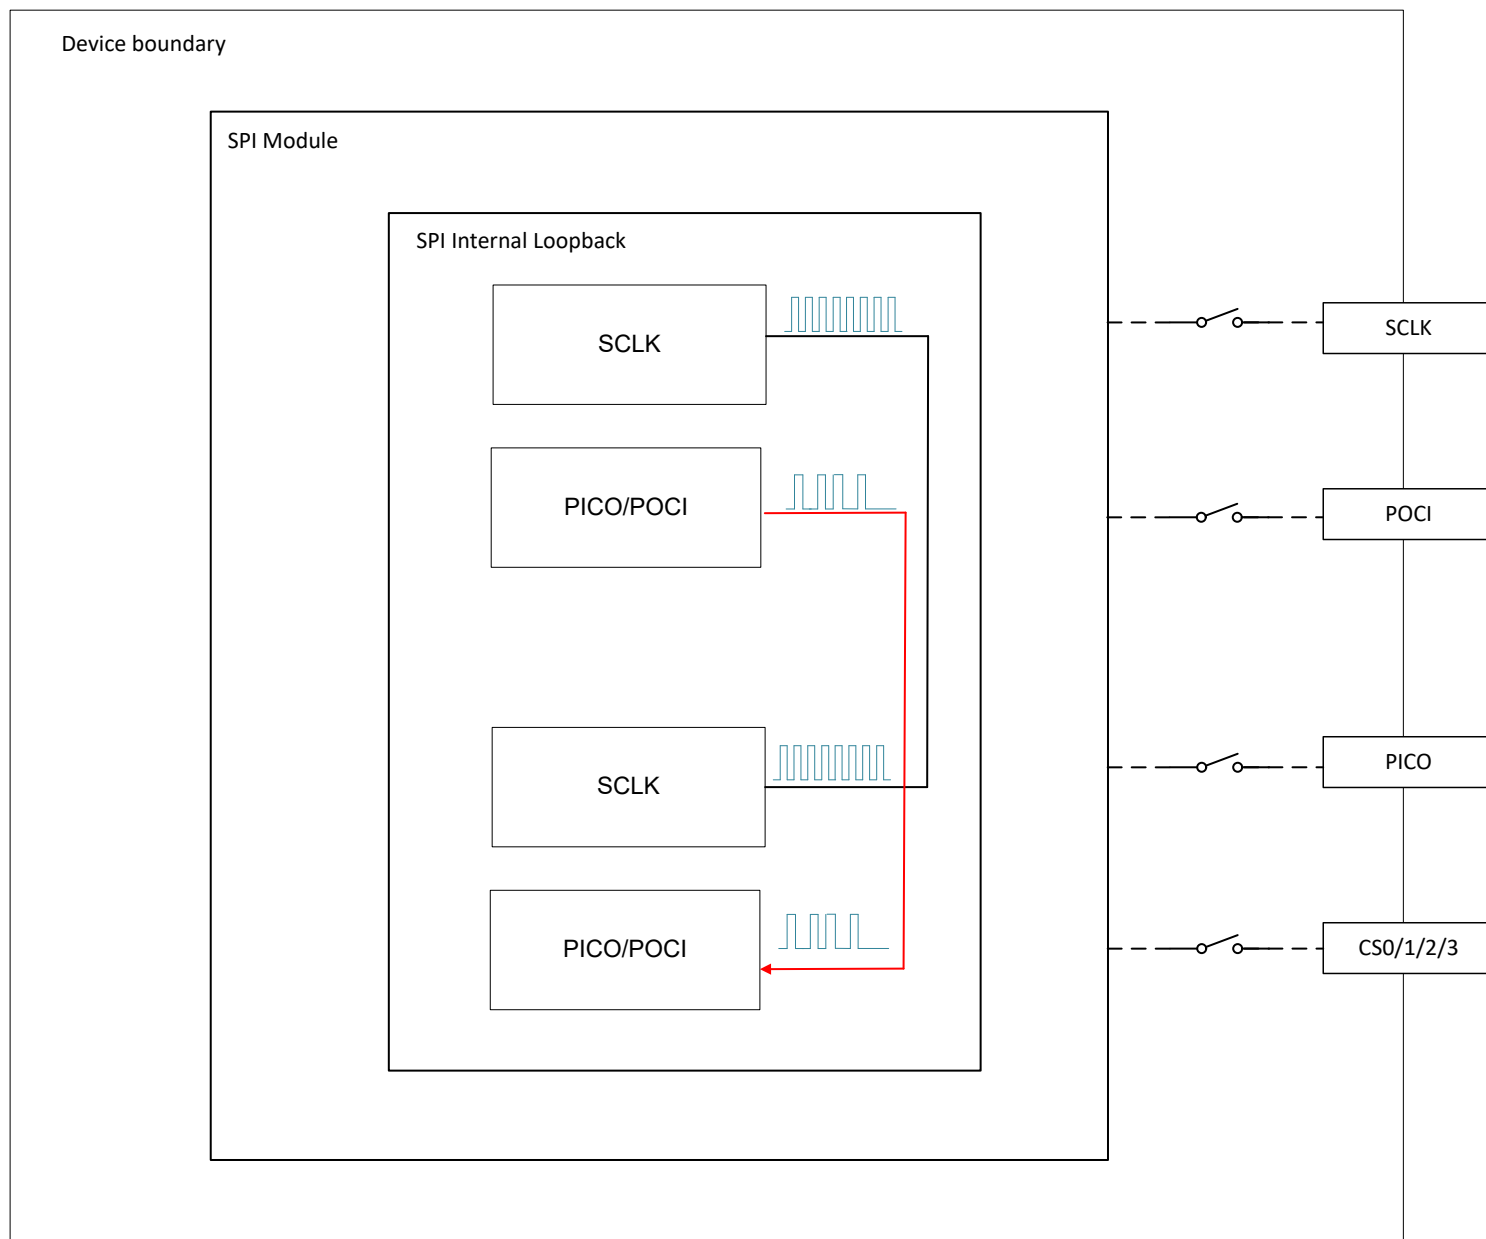 Device boundary
SPI Module
SPI Internal Loopback
SCLK
PICO/POCI
SCLK
PICO/POCI
SCLK
POCI
PICO
CS0/1/2/3